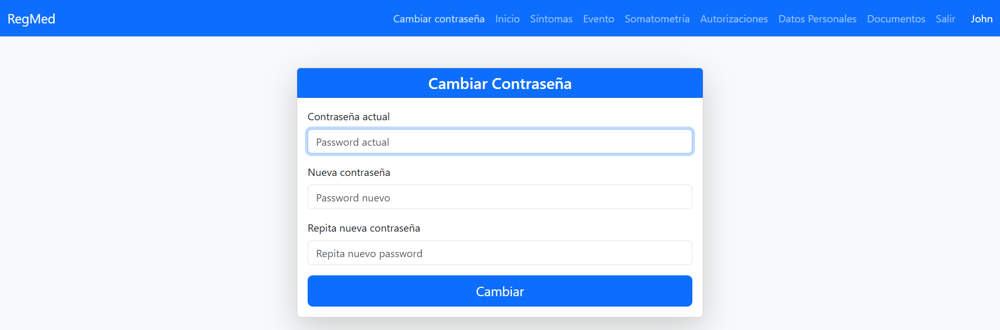 RegMed Cambiar contraseña Inicio Síntomas Evento Somatometría Autorizaciones Datos Personales Documentos Salir John
Cambiar Contraseña
Contraseña actual
Password actual
Nueva contraseña
Password nuevo
Repita nueva contraseña
Repita nuevo password
Cambiar